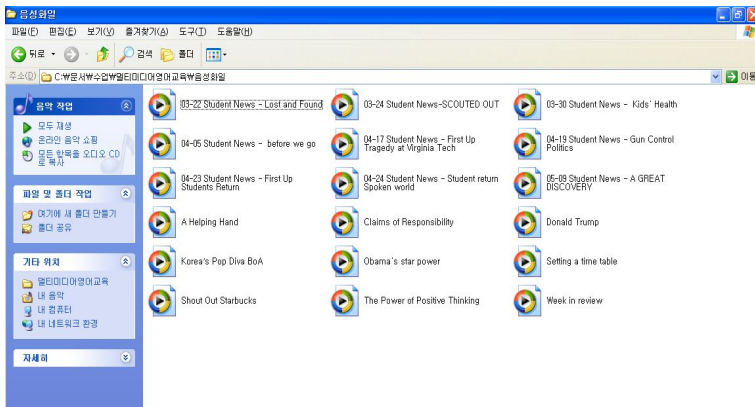 음성화일
파일(F) 편집(E) 보기(V) 즐겨찾기(A) 도구(T) 도움말(H)
뒤로 검색 폴더
주소(D) C:₩문서₩수업₩멀티미디어영어교육₩음성화일 이동
음악 작업
모두 재생
온라인 음악 쇼핑
모든 항목을 오디오 CD
로 복사
파일 및 폴더 작업
여기에 새 폴더 만들기
폴더 공유
기타 위치
멀티미디어영어교육
내 음악
내 컴퓨터
내 네트워크 환경
자세히
03-22 Student News - Lost and Found
03-24 Student News-SCOUTED OUT
03-30 Student News - Kids` Health
04-05 Student News - before we go
04-17 Student News - First Up
Tragedy at Virginia Tech
04-19 Student News - Gun Control
Politics
04-23 Student News - First Up
Students Return
04-24 Student News - Student return
Spoken world
05-09 Student News - A GREAT
DISCOVERY
A Helping Hand
Claims of Responsibility
Donald Trump
Korea's Pop Diva BoA
Obama`s star power
Setting a time table
Shout Out Starbucks
The Power of Positive Thinking
Week in review